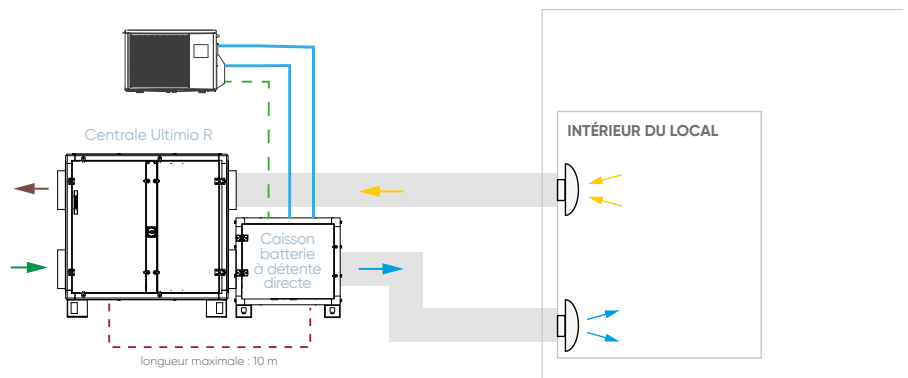 Centrale Ultimio R
INTÉRIEUR DU LOCAL
Caisson
batterie
à détente
directe
longueur maximale : 10 m